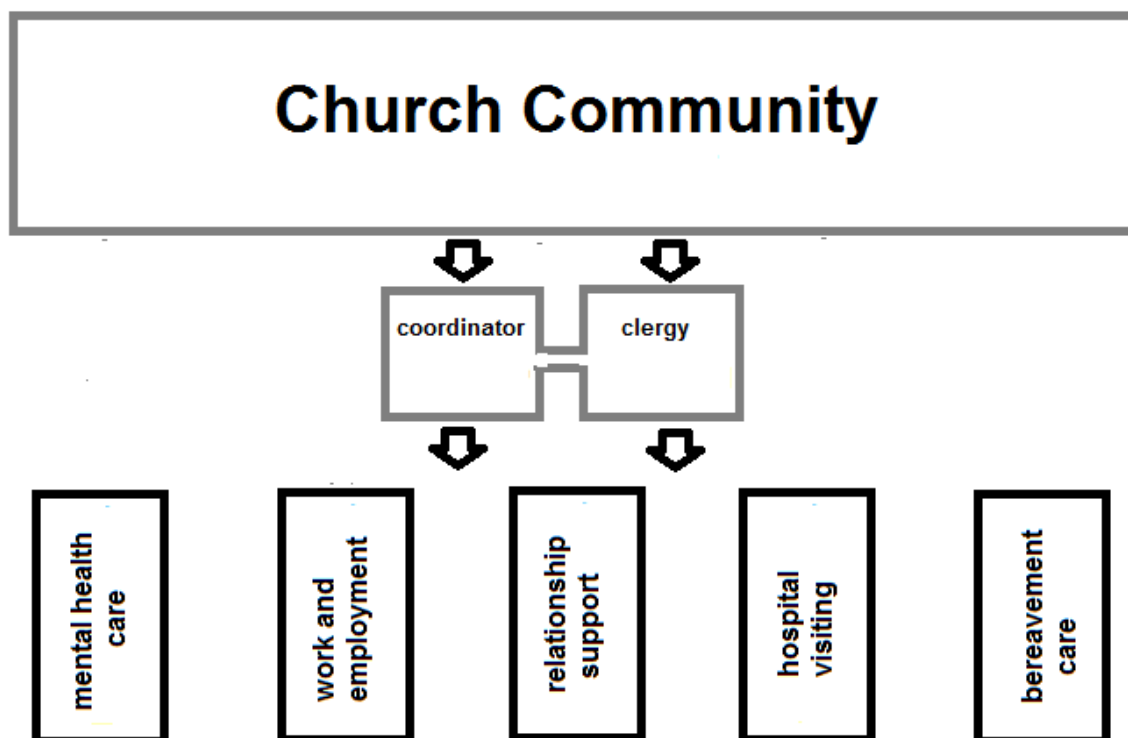 Church Community
coordinator
clergy
mental health
care
work and
employment
relationship
support
hospital
visiting
bereavement
care